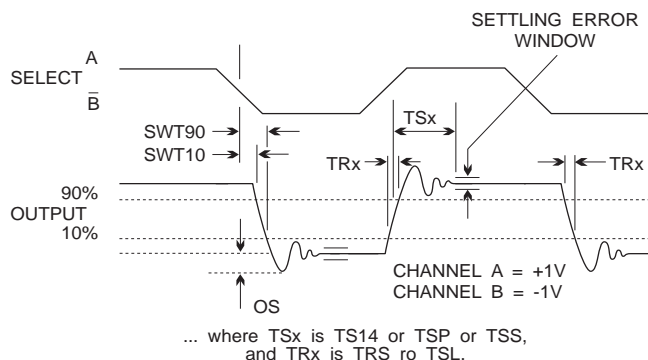 SETTLING ERROR
WINDOW
A
SELECT
B̅
TSx
SWT90
SWT10
TRx
TRx
90%
OUTPUT
10%
CHANNEL A = +1V
CHANNEL B = -1V
OS
... where TSx is TS14 or TSP or TSS,
and TRx is TRS ro TSL.